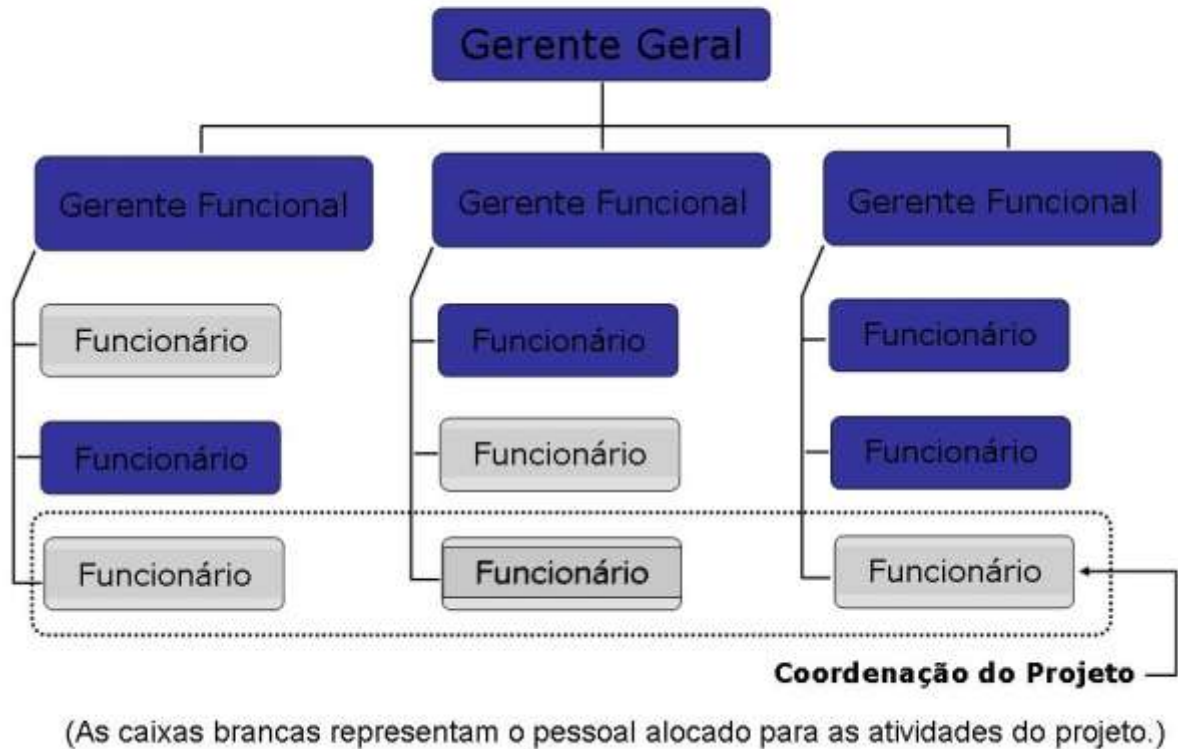 Gerente Geral
Gerente Funcional
Gerente Funcional
Gerente Funcional
Funcionário
Funcionário
Funcionário
Funcionário
Funcionário
Funcionário
Funcionário
Funcionário
Funcionário
Coordenação do Projeto
(As caixas brancas representam o pessoal alocado para as atividades do projeto.)